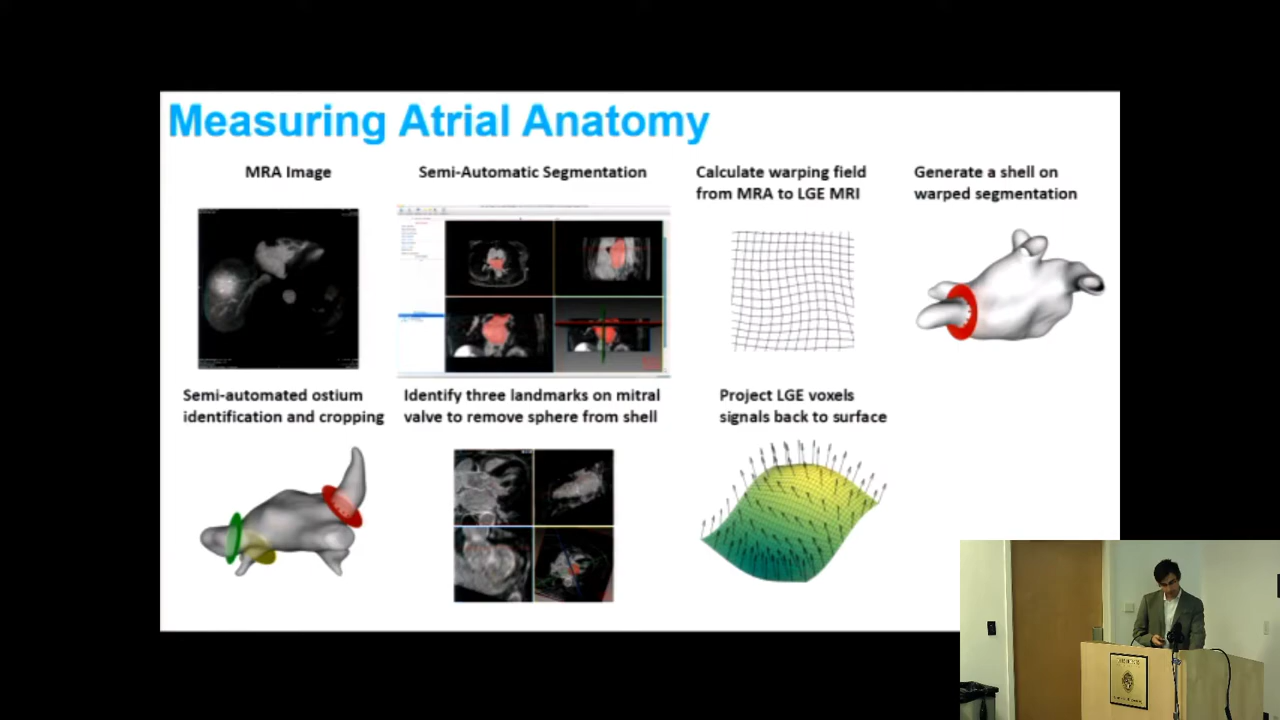 Measuring Atrial Anatomy
MRA Image
Semi-Automatic Segmentation
Calculate warping field
from MRA to LGE MRI
Generate a shell on
warped segmentation
Semi-automated ostium
identification and cropping
Identify three landmarks on mitral
valve to remove sphere from shell
Project LGE voxels
signals back to surface